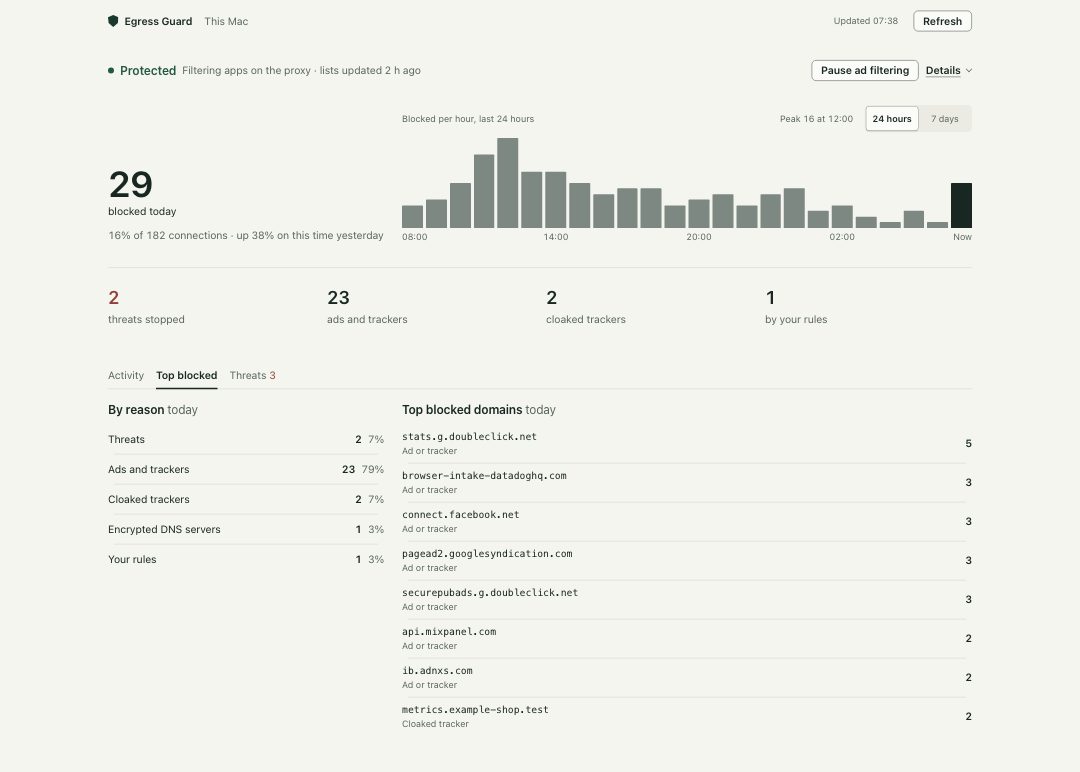 Egress Guard This Mac
Updated 07:38 Refresh
Protected Filtering apps on the proxy · lists updated 2 h ago
Pause ad filtering Details
Blocked per hour, last 24 hours
Peak 16 at 12:00 24 hours 7 days
29
blocked today
16% of 182 connections · up 38% on this time yesterday
08:00 14:00 20:00 02:00 Now
2
threats stopped
23
ads and trackers
2
cloaked trackers
1
by your rules
Activity Top blocked Threats 3
By reason today
Threats 2 7%
Ads and trackers 23 79%
Cloaked trackers 2 7%
Encrypted DNS servers 1 3%
Your rules 1 3%
Top blocked domains today
stats.g.doubleclick.net 5
Ad or tracker
browser-intake-datadoghq.com 3
Ad or tracker
connect.facebook.net 3
Ad or tracker
pagead2.googlesyndication.com 3
Ad or tracker
securepubads.g.doubleclick.net 3
Ad or tracker
api.mixpanel.com 2
Ad or tracker
ib.adnxs.com 2
Ad or tracker
metrics.example-shop.test 2
Cloaked tracker